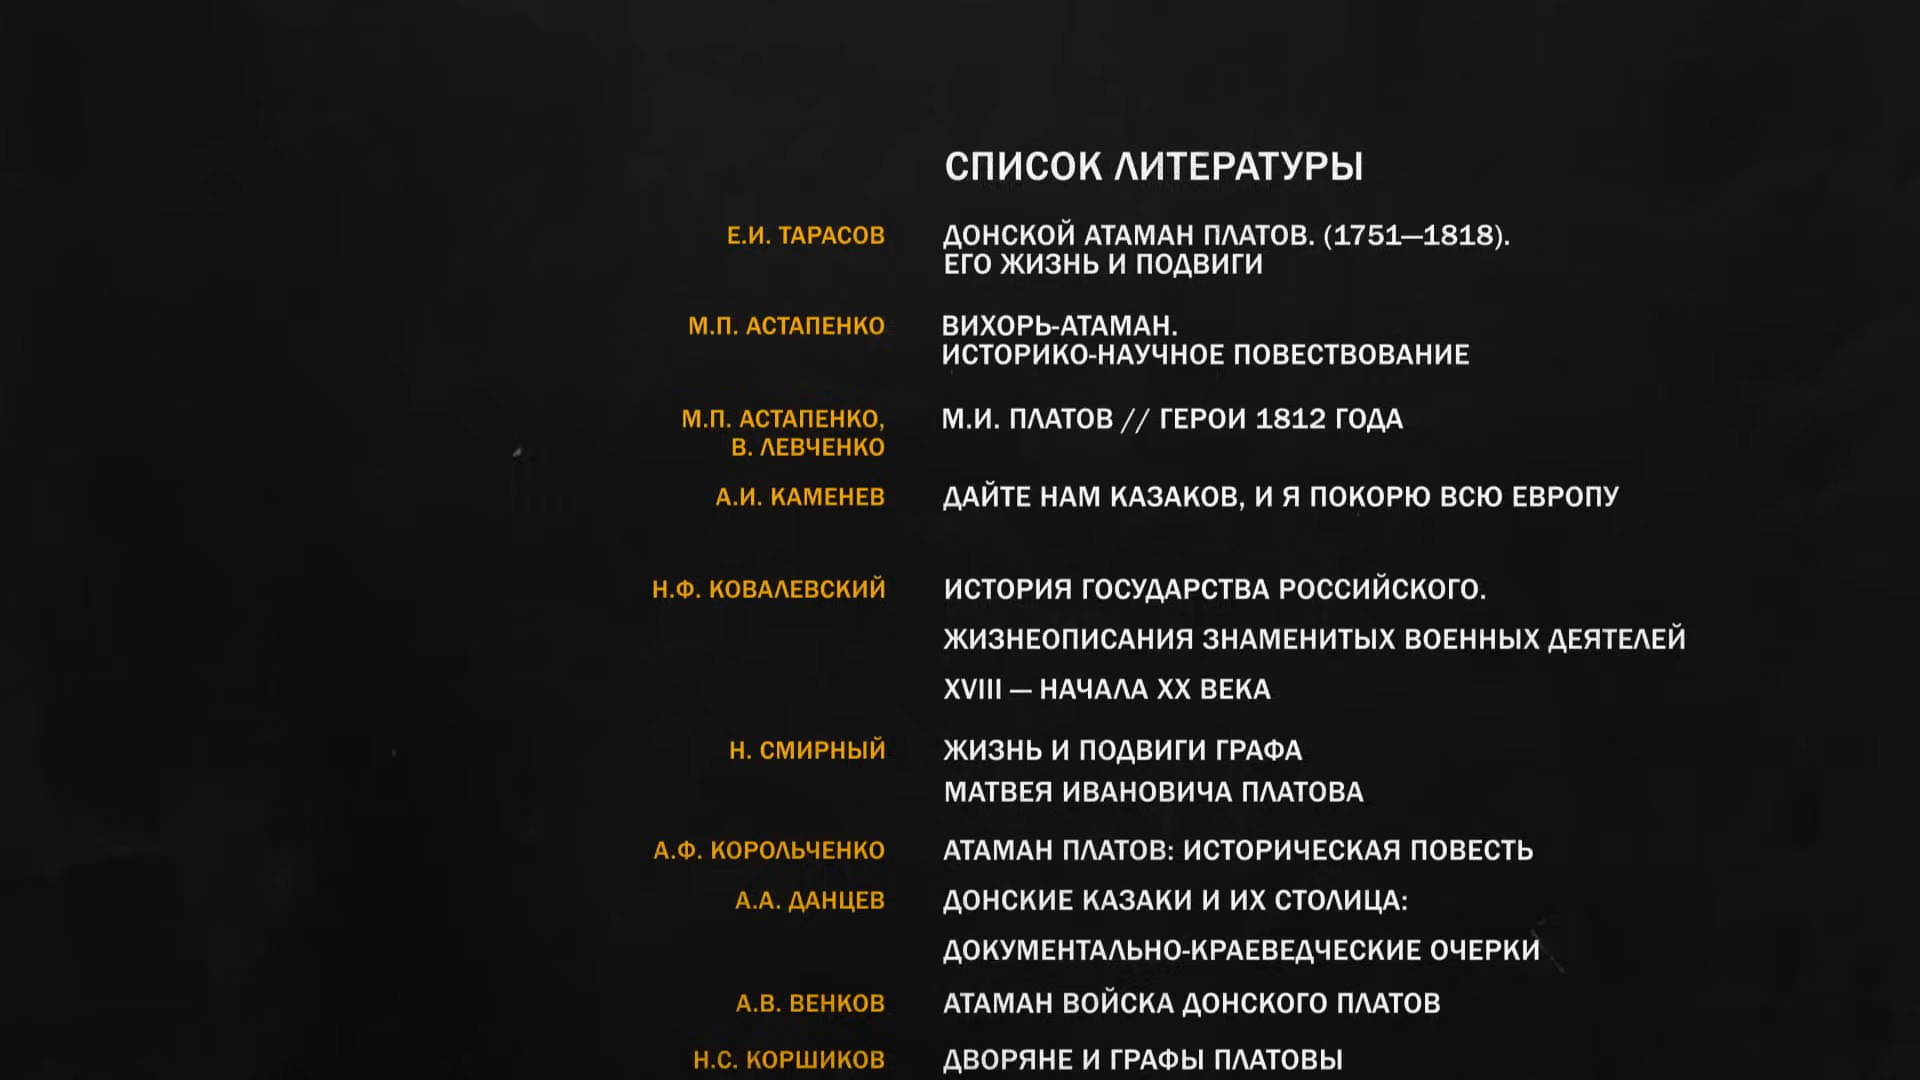 СПИСОК ЛИТЕРАТУРЫ
Е.И. ТАРАСОВ ДОНСКОЙ АТАМАН ПЛАТОВ. (1751—1818).
ЕГО ЖИЗНЬ И ПОДВИГИ
М.П. АСТАПЕНКО ВИХОРЬ-АТАМАН.
ИСТОРИКО-НАУЧНОЕ ПОВЕСТВОВАНИЕ
М.П. АСТАПЕНКО, М.И. ПЛАТОВ // ГЕРОИ 1812 ГОДА
В. ЛЕВЧЕНКО
А.И. КАМЕНЕВ ДАЙТЕ НАМ КАЗАКОВ, И Я ПОКОРЮ ВСЮ ЕВРОПУ
Н.Ф. КОВАЛЕВСКИЙ ИСТОРИЯ ГОСУДАРСТВА РОССИЙСКОГО.
ЖИЗНЕОПИСАНИЯ ЗНАМЕНИТЫХ ВОЕННЫХ ДЕЯТЕЛЕЙ
XVIII — НАЧАЛА XX ВЕКА
Н. СМИРНЫЙ ЖИЗНЬ И ПОДВИГИ ГРАФА
МАТВЕЯ ИВАНОВИЧА ПЛАТОВА
А.Ф. КОРОЛЬЧЕНКО АТАМАН ПЛАТОВ: ИСТОРИЧЕСКАЯ ПОВЕСТЬ
А.А. ДАНЦЕВ ДОНСКИЕ КАЗАКИ И ИХ СТОЛИЦА:
ДОКУМЕНТАЛЬНО-КРАЕВЕДЧЕСКИЕ ОЧЕРКИ
А.В. ВЕНКОВ АТАМАН ВОЙСКА ДОНСКОГО ПЛАТОВ
Н.С. КОРШИКОВ ДВОРЯНЕ И ГРАФЫ ПЛАТОВЫ